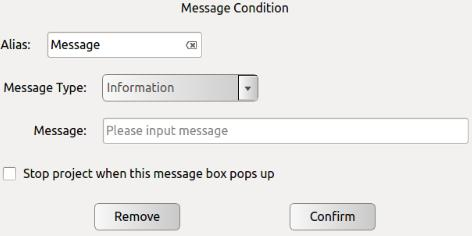 Message Condition
Alias: Message
Message Type: Information
Message: Please input message
Stop project when this message box pops up
Remove Confirm